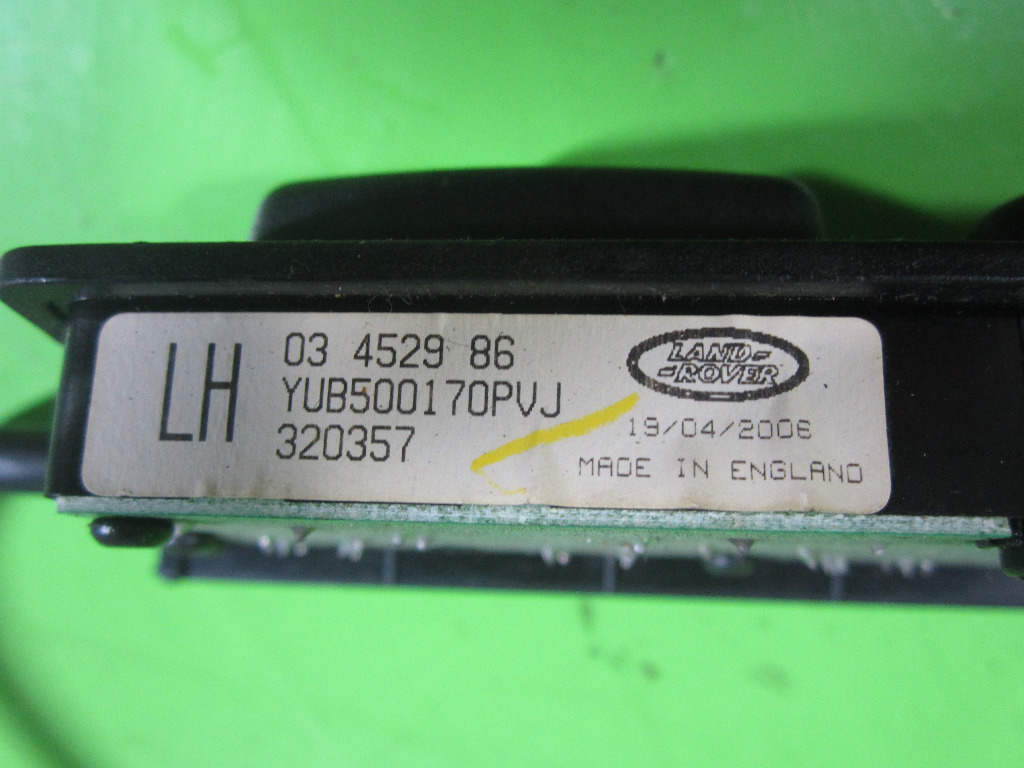 LH
03 4529 86
YUB500170PVJ
320357
LAND-
-ROVER
19/04/2006
MADE IN ENGLAND